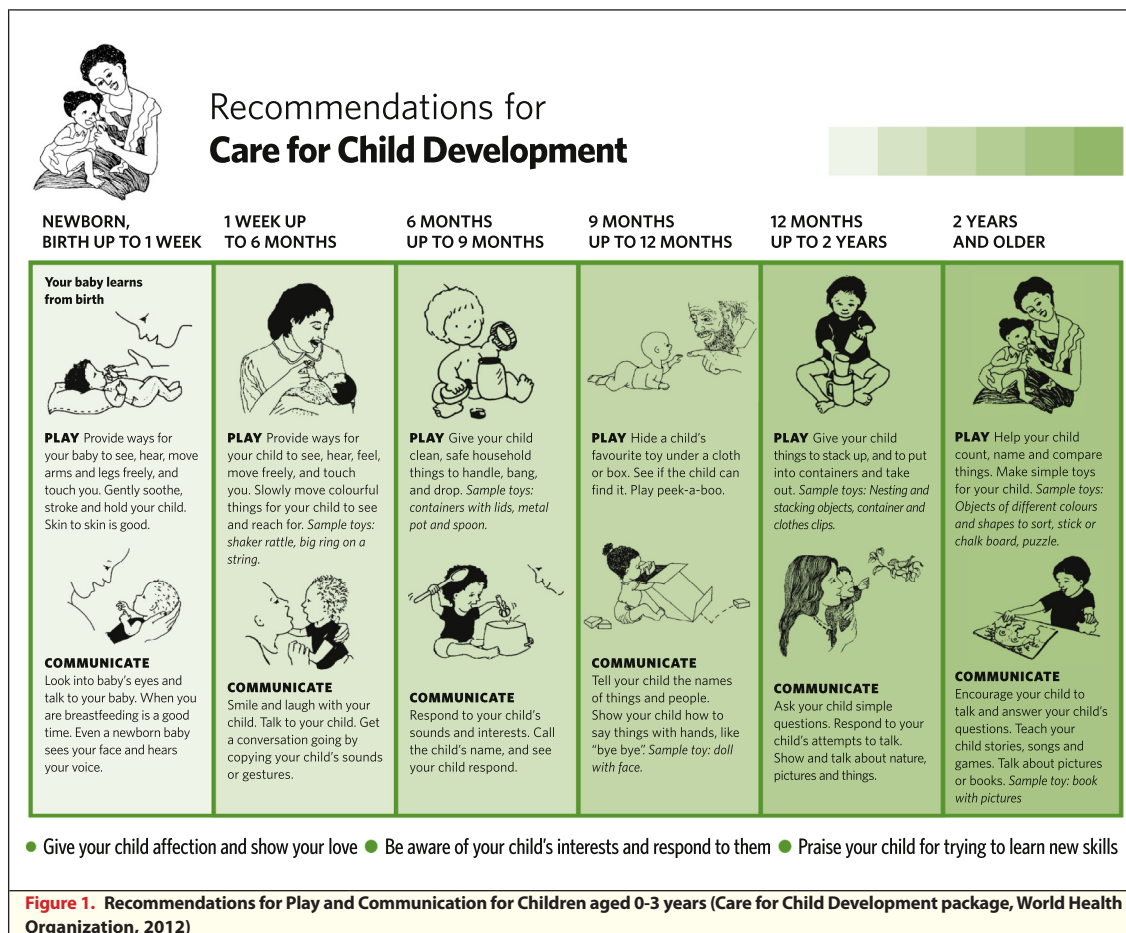 Recommendations for
Care for Child Development
NEWBORN,
BIRTH UP TO 1 WEEK
1 WEEK UP
TO 6 MONTHS
6 MONTHS
UP TO 9 MONTHS
9 MONTHS
UP TO 12 MONTHS
12 MONTHS
UP TO 2 YEARS
2 YEARS
AND OLDER
Your baby learns
from birth
PLAY Provide ways for
your baby to see, hear, move
arms and legs freely, and
touch you. Gently soothe,
stroke and hold your child.
Skin to skin is good.
COMMUNICATE
Look into baby’s eyes and
talk to your baby. When you
are breastfeeding is a good
time. Even a newborn baby
sees your face and hears
your voice.
PLAY Provide ways for
your child to see, hear, feel,
move freely, and touch
you. Slowly move colourful
things for your child to see
and reach for. Sample toys:
shaker rattle, big ring on a
string.
COMMUNICATE
Smile and laugh with your
child. Talk to your child. Get
a conversation going by
copying your child’s sounds
or gestures.
PLAY Give your child
clean, safe household
things to handle, bang,
and drop. Sample toys:
containers with lids, metal
pot and spoon.
COMMUNICATE
Respond to your child’s
sounds and interests. Call
the child’s name, and see
your child respond.
PLAY Hide a child’s
favourite toy under a cloth
or box. See if the child can
find it. Play peek-a-boo.
COMMUNICATE
Tell your child the names
of things and people.
Show your child how to
say things with hands, like
“bye bye”. Sample toy: doll
with face.
PLAY Give your child
things to stack up, and to put
into containers and take
out. Sample toys: Nesting and
stacking objects, container and
clothes clips.
COMMUNICATE
Ask your child simple
questions. Respond to your
child’s attempts to talk.
Show and talk about nature,
pictures and things.
PLAY Help your child
count, name and compare
things. Make simple toys
for your child. Sample toys:
Objects of different colours
and shapes to sort, stick or
chalk board, puzzle.
COMMUNICATE
Encourage your child to
talk and answer your child’s
questions. Teach your
child stories, songs and
games. Talk about pictures
or books. Sample toy: book
with pictures
● Give your child affection and show your love ● Be aware of your child’s interests and respond to them ● Praise your child for trying to learn new skills
Figure 1. Recommendations for Play and Communication for Children aged 0-3 years (Care for Child Development package, World Health
Organization, 2012)